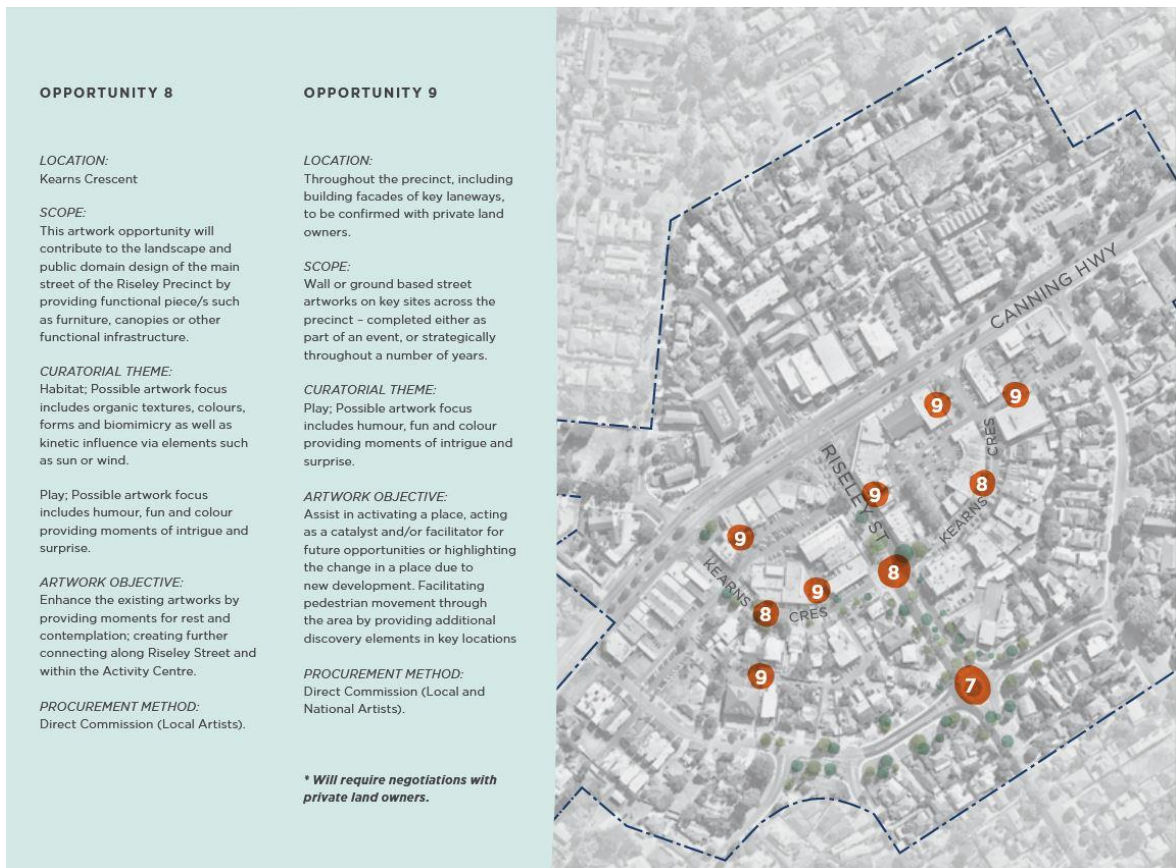 OPPORTUNITY 8
LOCATION:
Kearns Crescent
SCOPE:
This artwork opportunity will
contribute to the landscape and
public domain design of the main
street of the Riseley Precinct by
providing functional piece/s such
as furniture, canopies or other
functional infrastructure.
CURATORIAL THEME:
Habitat; Possible artwork focus
includes organic textures, colours,
forms and biomimicry as well as
kinetic influence via elements such
as sun or wind.
Play; Possible artwork focus
includes humour, fun and colour
providing moments of intrigue and
surprise.
ARTWORK OBJECTIVE:
Enhance the existing artworks by
providing moments for rest and
contemplation; creating further
connecting along Riseley Street and
within the Activity Centre.
PROCUREMENT METHOD:
Direct Commission (Local Artists).
OPPORTUNITY 9
LOCATION:
Throughout the precinct, including
building facades of key laneways,
to be confirmed with private land
owners.
SCOPE:
Wall or ground based street
artworks on key sites across the
precinct – completed either as
part of an event, or strategically
throughout a number of years.
CURATORIAL THEME:
Play; Possible artwork focus
includes humour, fun and colour
providing moments of intrigue and
surprise.
ARTWORK OBJECTIVE:
Assist in activating a place, acting
as a catalyst and/or facilitator for
future opportunities or highlighting
the change in a place due to
new development. Facilitating
pedestrian movement through
the area by providing additional
discovery elements in key locations
PROCUREMENT METHOD:
Direct Commission (Local and
National Artists).
* Will require negotiations with
private land owners.
CANNING HWY
9
9
CRES
RISELEY ST
8
9
KEARNS
9
KEARNS
8
9
8
CRES
9
7